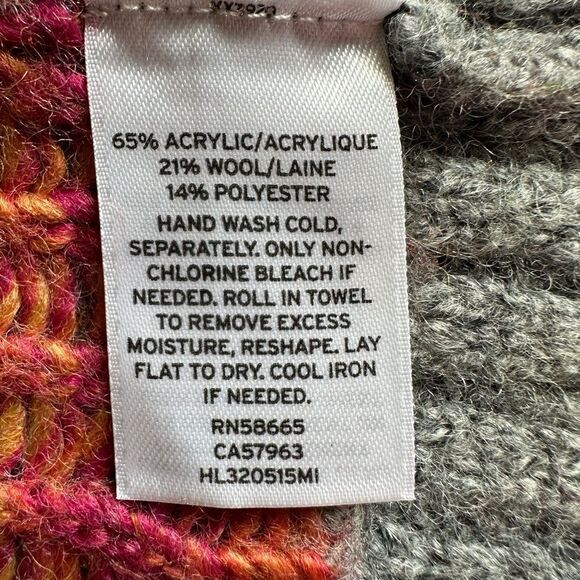 65% ACRYLIC/ACRYLIQUE
21% WOOL/LAINE
14% POLYESTER
HAND WASH COLD,
SEPARATELY. ONLY NON-
CHLORINE BLEACH IF
NEEDED. ROLL IN TOWEL
TO REMOVE EXCESS
MOISTURE, RESHAPE. LAY
FLAT TO DRY. COOL IRON
IF NEEDED.
RN58665
CA57963
HL320515MI